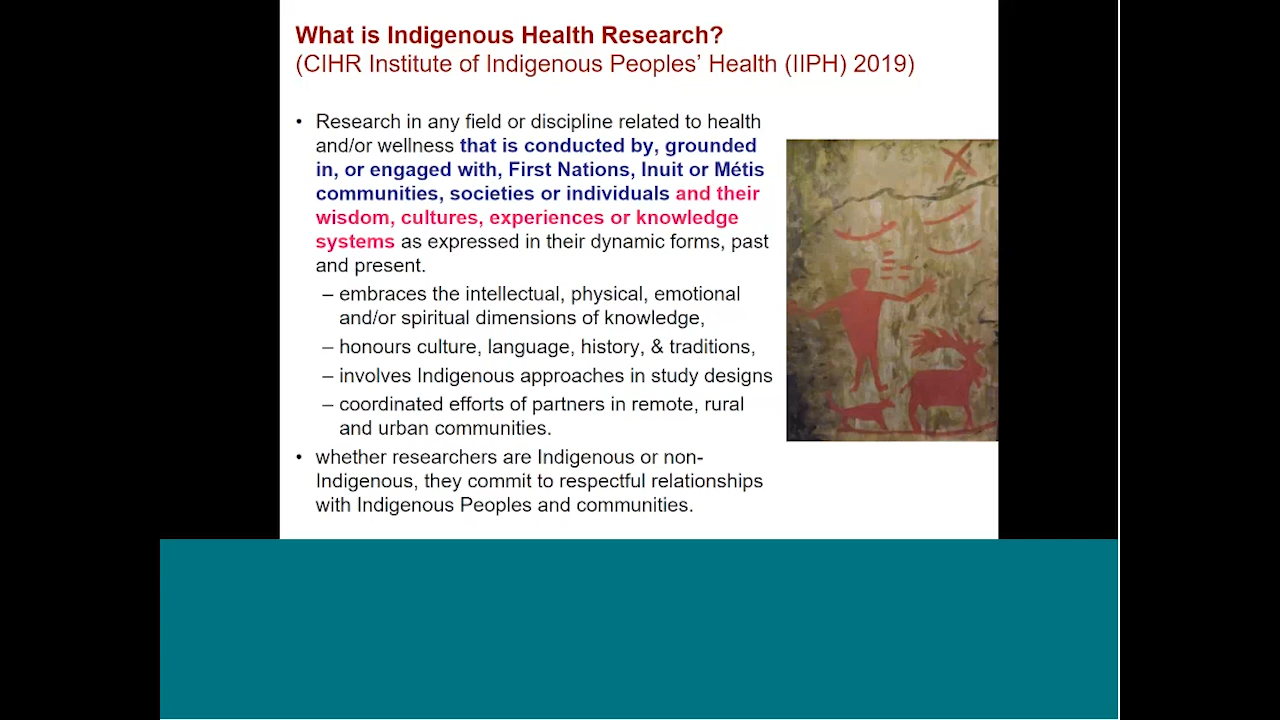 What is Indigenous Health Research?
(CIHR Institute of Indigenous Peoples’ Health (IIPH) 2019)
• Research in any field or discipline related to health
and/or wellness that is conducted by, grounded
in, or engaged with, First Nations, Inuit or Métis
communities, societies or individuals and their
wisdom, cultures, experiences or knowledge
systems as expressed in their dynamic forms, past
and present.
– embraces the intellectual, physical, emotional
and/or spiritual dimensions of knowledge,
– honours culture, language, history, & traditions,
– involves Indigenous approaches in study designs
– coordinated efforts of partners in remote, rural
and urban communities.
• whether researchers are Indigenous or non-
Indigenous, they commit to respectful relationships
with Indigenous Peoples and communities.